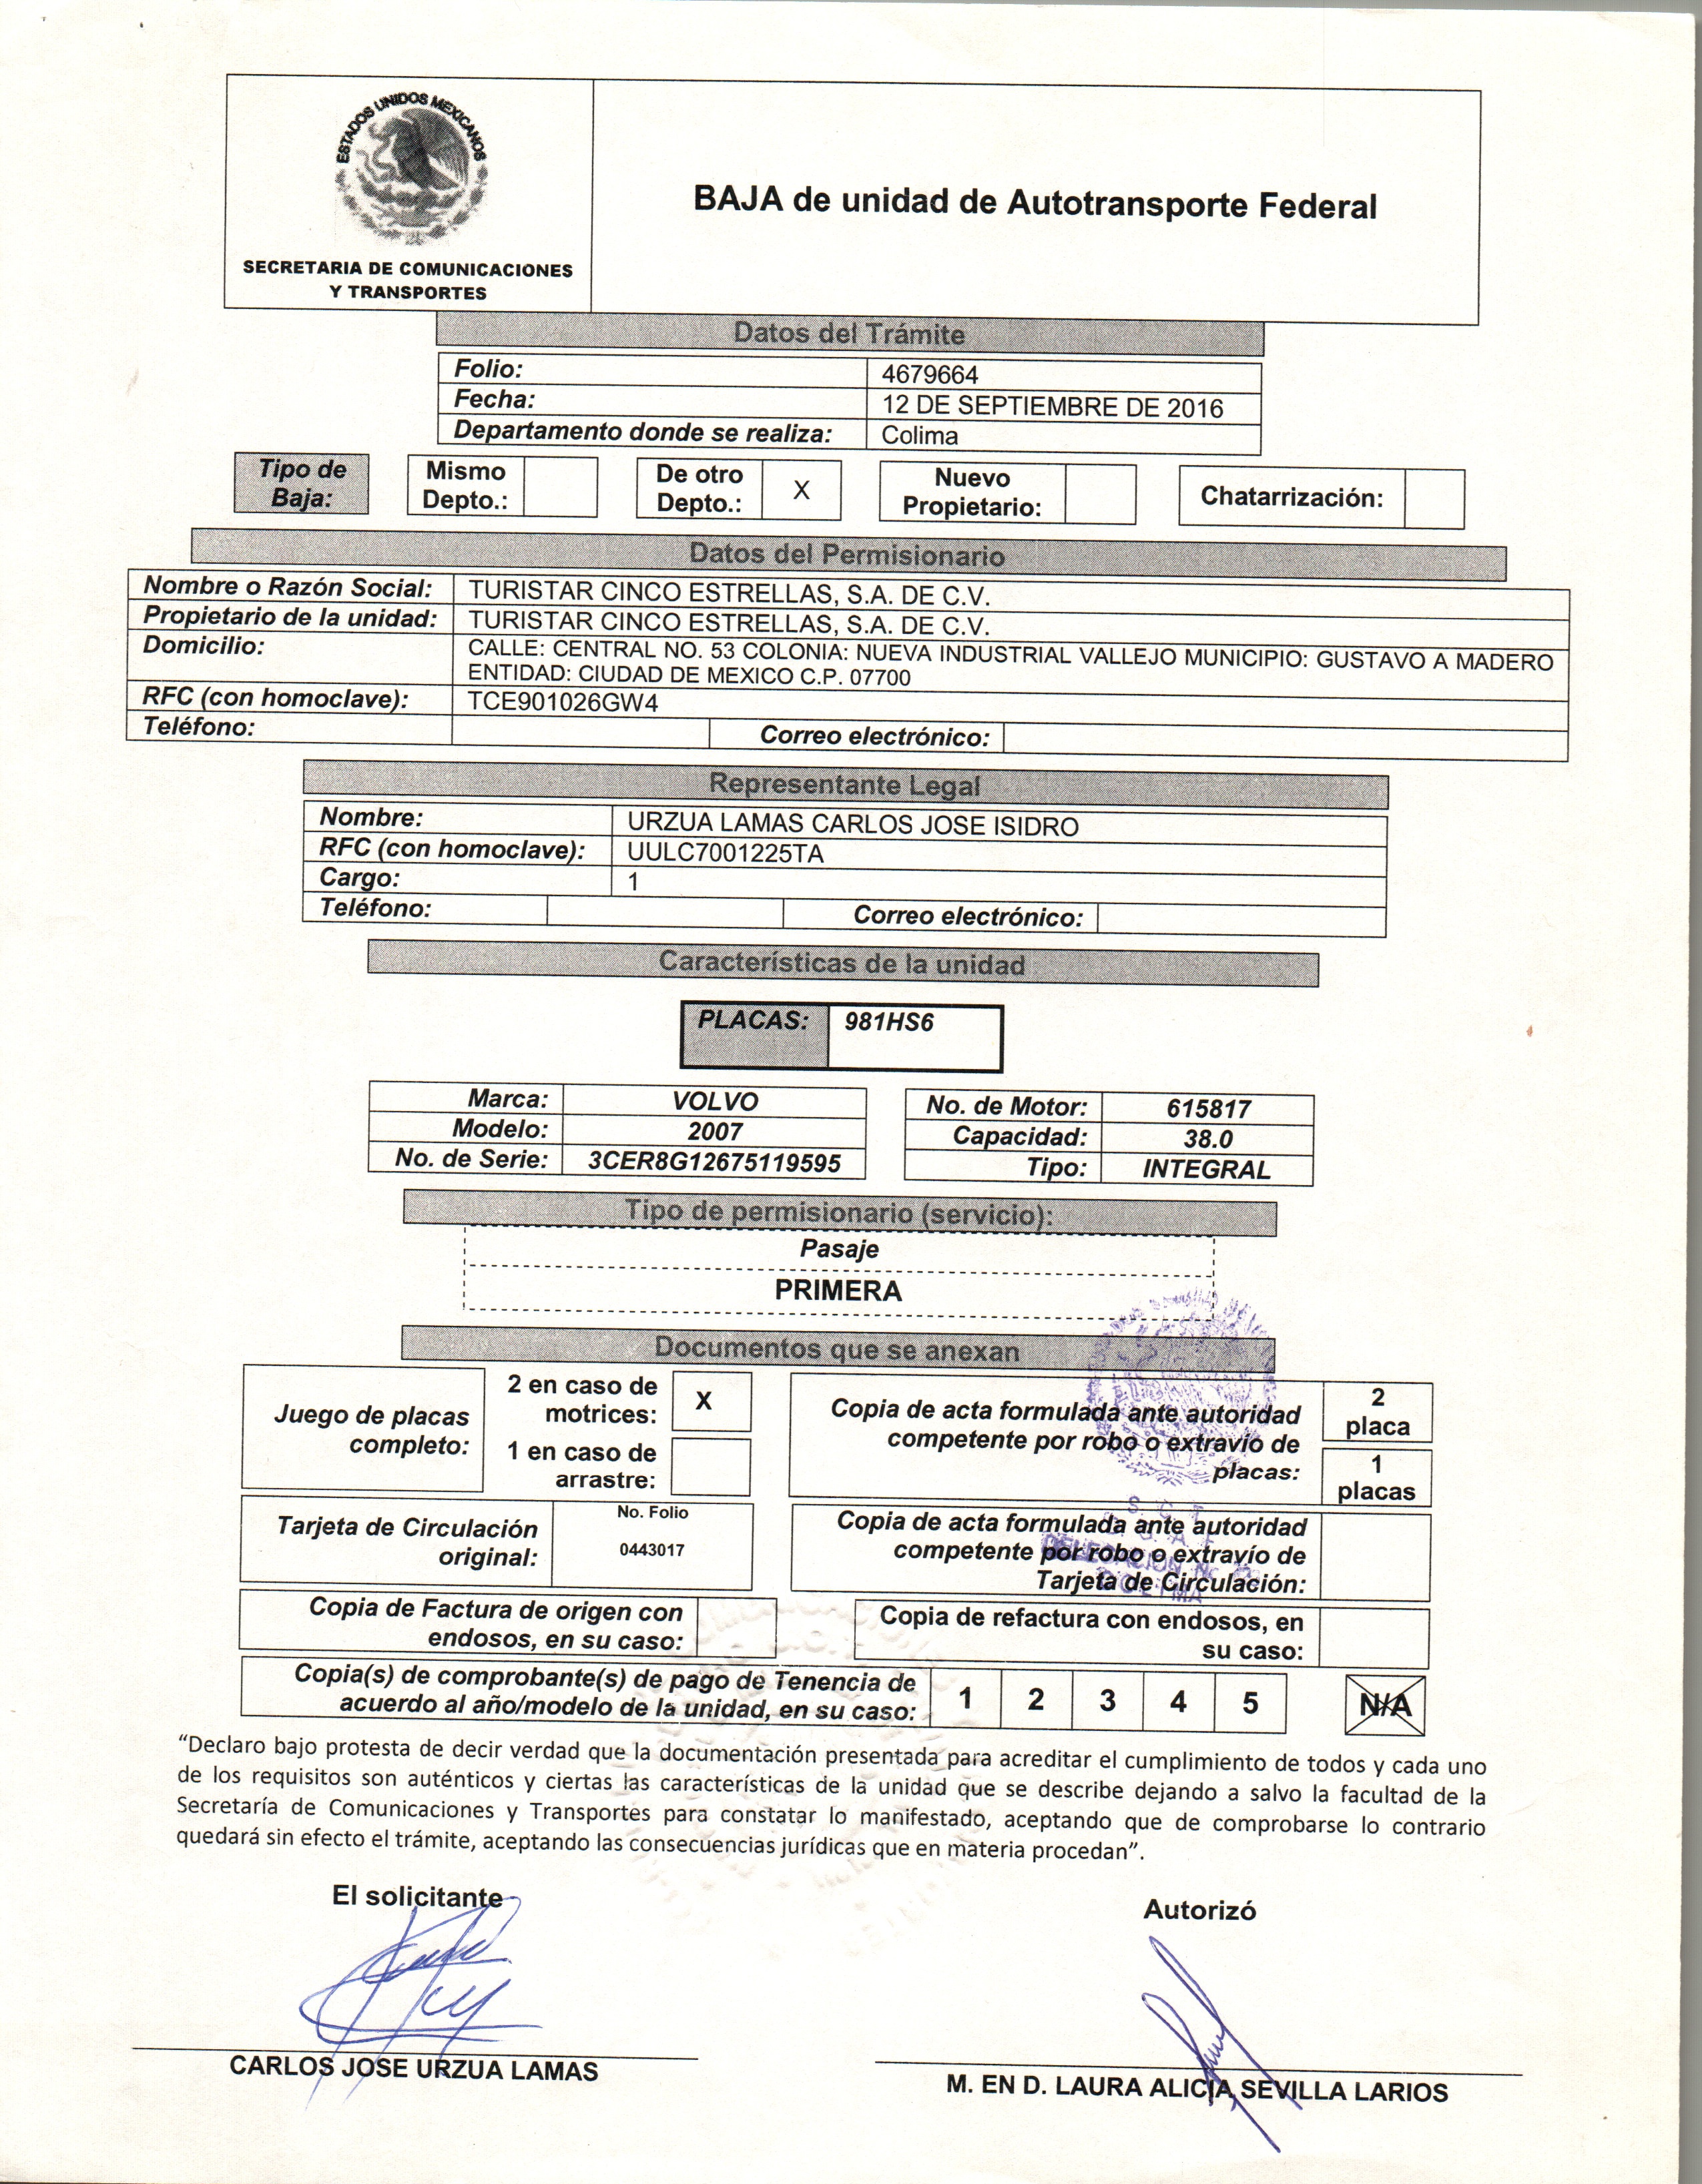 ESTADOS UNIDOS MEXICANOS
SECRETARIA DE COMUNICACIONES
Y TRANSPORTES
BAJA de unidad de Autotransporte Federal
Datos del Trámite
Folio: 4679664
Fecha: 12 DE SEPTIEMBRE DE 2016
Departamento donde se realiza: Colima
Tipo de Baja:
Mismo Depto.:
De otro Depto.: X
Nuevo Propietario:
Chatarrización:
Datos del Permisionario
Nombre o Razón Social: TURISTAR CINCO ESTRELLAS, S.A. DE C.V.
Propietario de la unidad: TURISTAR CINCO ESTRELLAS, S.A. DE C.V.
Domicilio: CALLE: CENTRAL NO. 53 COLONIA: NUEVA INDUSTRIAL VALLEJO MUNICIPIO: GUSTAVO A MADERO
ENTIDAD: CIUDAD DE MEXICO C.P. 07700
RFC (con homoclave): TCE901026GW4
Teléfono: Correo electrónico:
Representante Legal
Nombre: URZUA LAMAS CARLOS JOSE ISIDRO
RFC (con homoclave): UULC7001225TA
Cargo: 1
Teléfono: Correo electrónico:
Características de la unidad
PLACAS: 981HS6
Marca: VOLVO No. de Motor: 615817
Modelo: 2007 Capacidad: 38.0
No. de Serie: 3CER8G12675119595 Tipo: INTEGRAL
Tipo de permisionario (servicio):
Pasaje
PRIMERA
Documentos que se anexan
Juego de placas
completo:
2 en caso de
motrices: X
1 en caso de
arrastre:
Copia de acta formulada ante autoridad
competente por robo o extravío de
placas:
2
placa
1
placas
Tarjeta de Circulación
original:
No. Folio
0443017
Copia de acta formulada ante autoridad
competente por robo o extravío de
Tarjeta de Circulación:
S. C. T.
DELEGACION
COLIMA
Copia de Factura de origen con
endosos, en su caso:
Copia de refactura con endosos, en
su caso:
Copia(s) de comprobante(s) de pago de Tenencia de
acuerdo al año/modelo de la unidad, en su caso:
1 2 3 4 5 N/A
“Declaro bajo protesta de decir verdad que la documentación presentada para acreditar el cumplimiento de todos y cada uno
de los requisitos son auténticos y ciertas las características de la unidad que se describe dejando a salvo la facultad de la
Secretaría de Comunicaciones y Transportes para constatar lo manifestado, aceptando que de comprobarse lo contrario
quedará sin efecto el trámite, aceptando las consecuencias jurídicas que en materia procedan”.
El solicitante
Autorizó
CARLOS JOSE URZUA LAMAS
M. EN D. LAURA ALICIA SEVILLA LARIOS